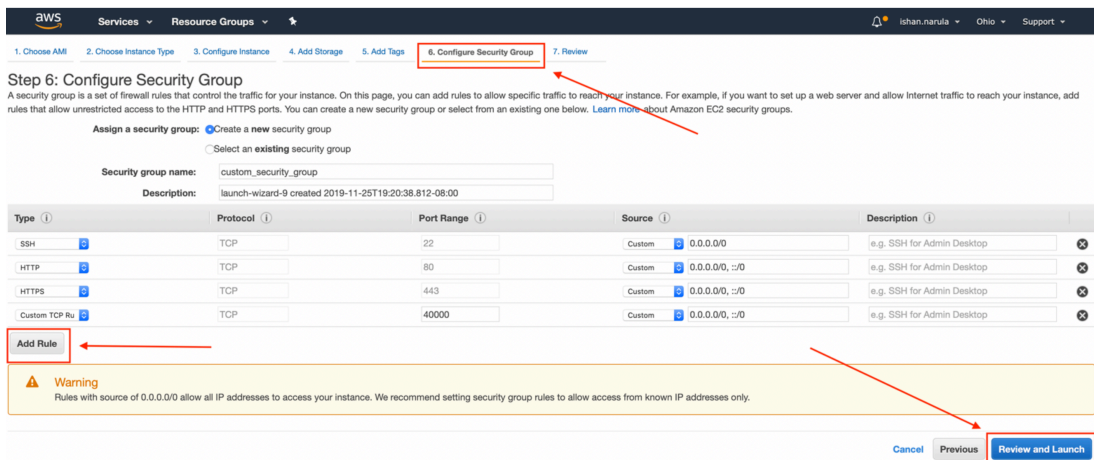 aws Services Resource Groups ishan.narula Ohio Support
1. Choose AMI 2. Choose Instance Type 3. Configure Instance 4. Add Storage 5. Add Tags 6. Configure Security Group 7. Review
Step 6: Configure Security Group
A security group is a set of firewall rules that control the traffic for your instance. On this page, you can add rules to allow specific traffic to reach your instance. For example, if you want to set up a web server and allow Internet traffic to reach your instance, add
rules that allow unrestricted access to the HTTP and HTTPS ports. You can create a new security group or select from an existing one below. Learn more about Amazon EC2 security groups.
Assign a security group: Create a new security group
Select an existing security group
Security group name: custom_security_group
Description: launch-wizard-9 created 2019-11-25T19:20:38.812-08:00
Type Protocol Port Range Source Description
SSH TCP 22 Custom 0.0.0.0/0 e.g. SSH for Admin Desktop
HTTP TCP 80 Custom 0.0.0.0/0, ::/0 e.g. SSH for Admin Desktop
HTTPS TCP 443 Custom 0.0.0.0/0, ::/0 e.g. SSH for Admin Desktop
Custom TCP Ru TCP 40000 Custom 0.0.0.0/0, ::/0 e.g. SSH for Admin Desktop
Add Rule
Warning
Rules with source of 0.0.0.0/0 allow all IP addresses to access your instance. We recommend setting security group rules to allow access from known IP addresses only.
Cancel Previous Review and Launch